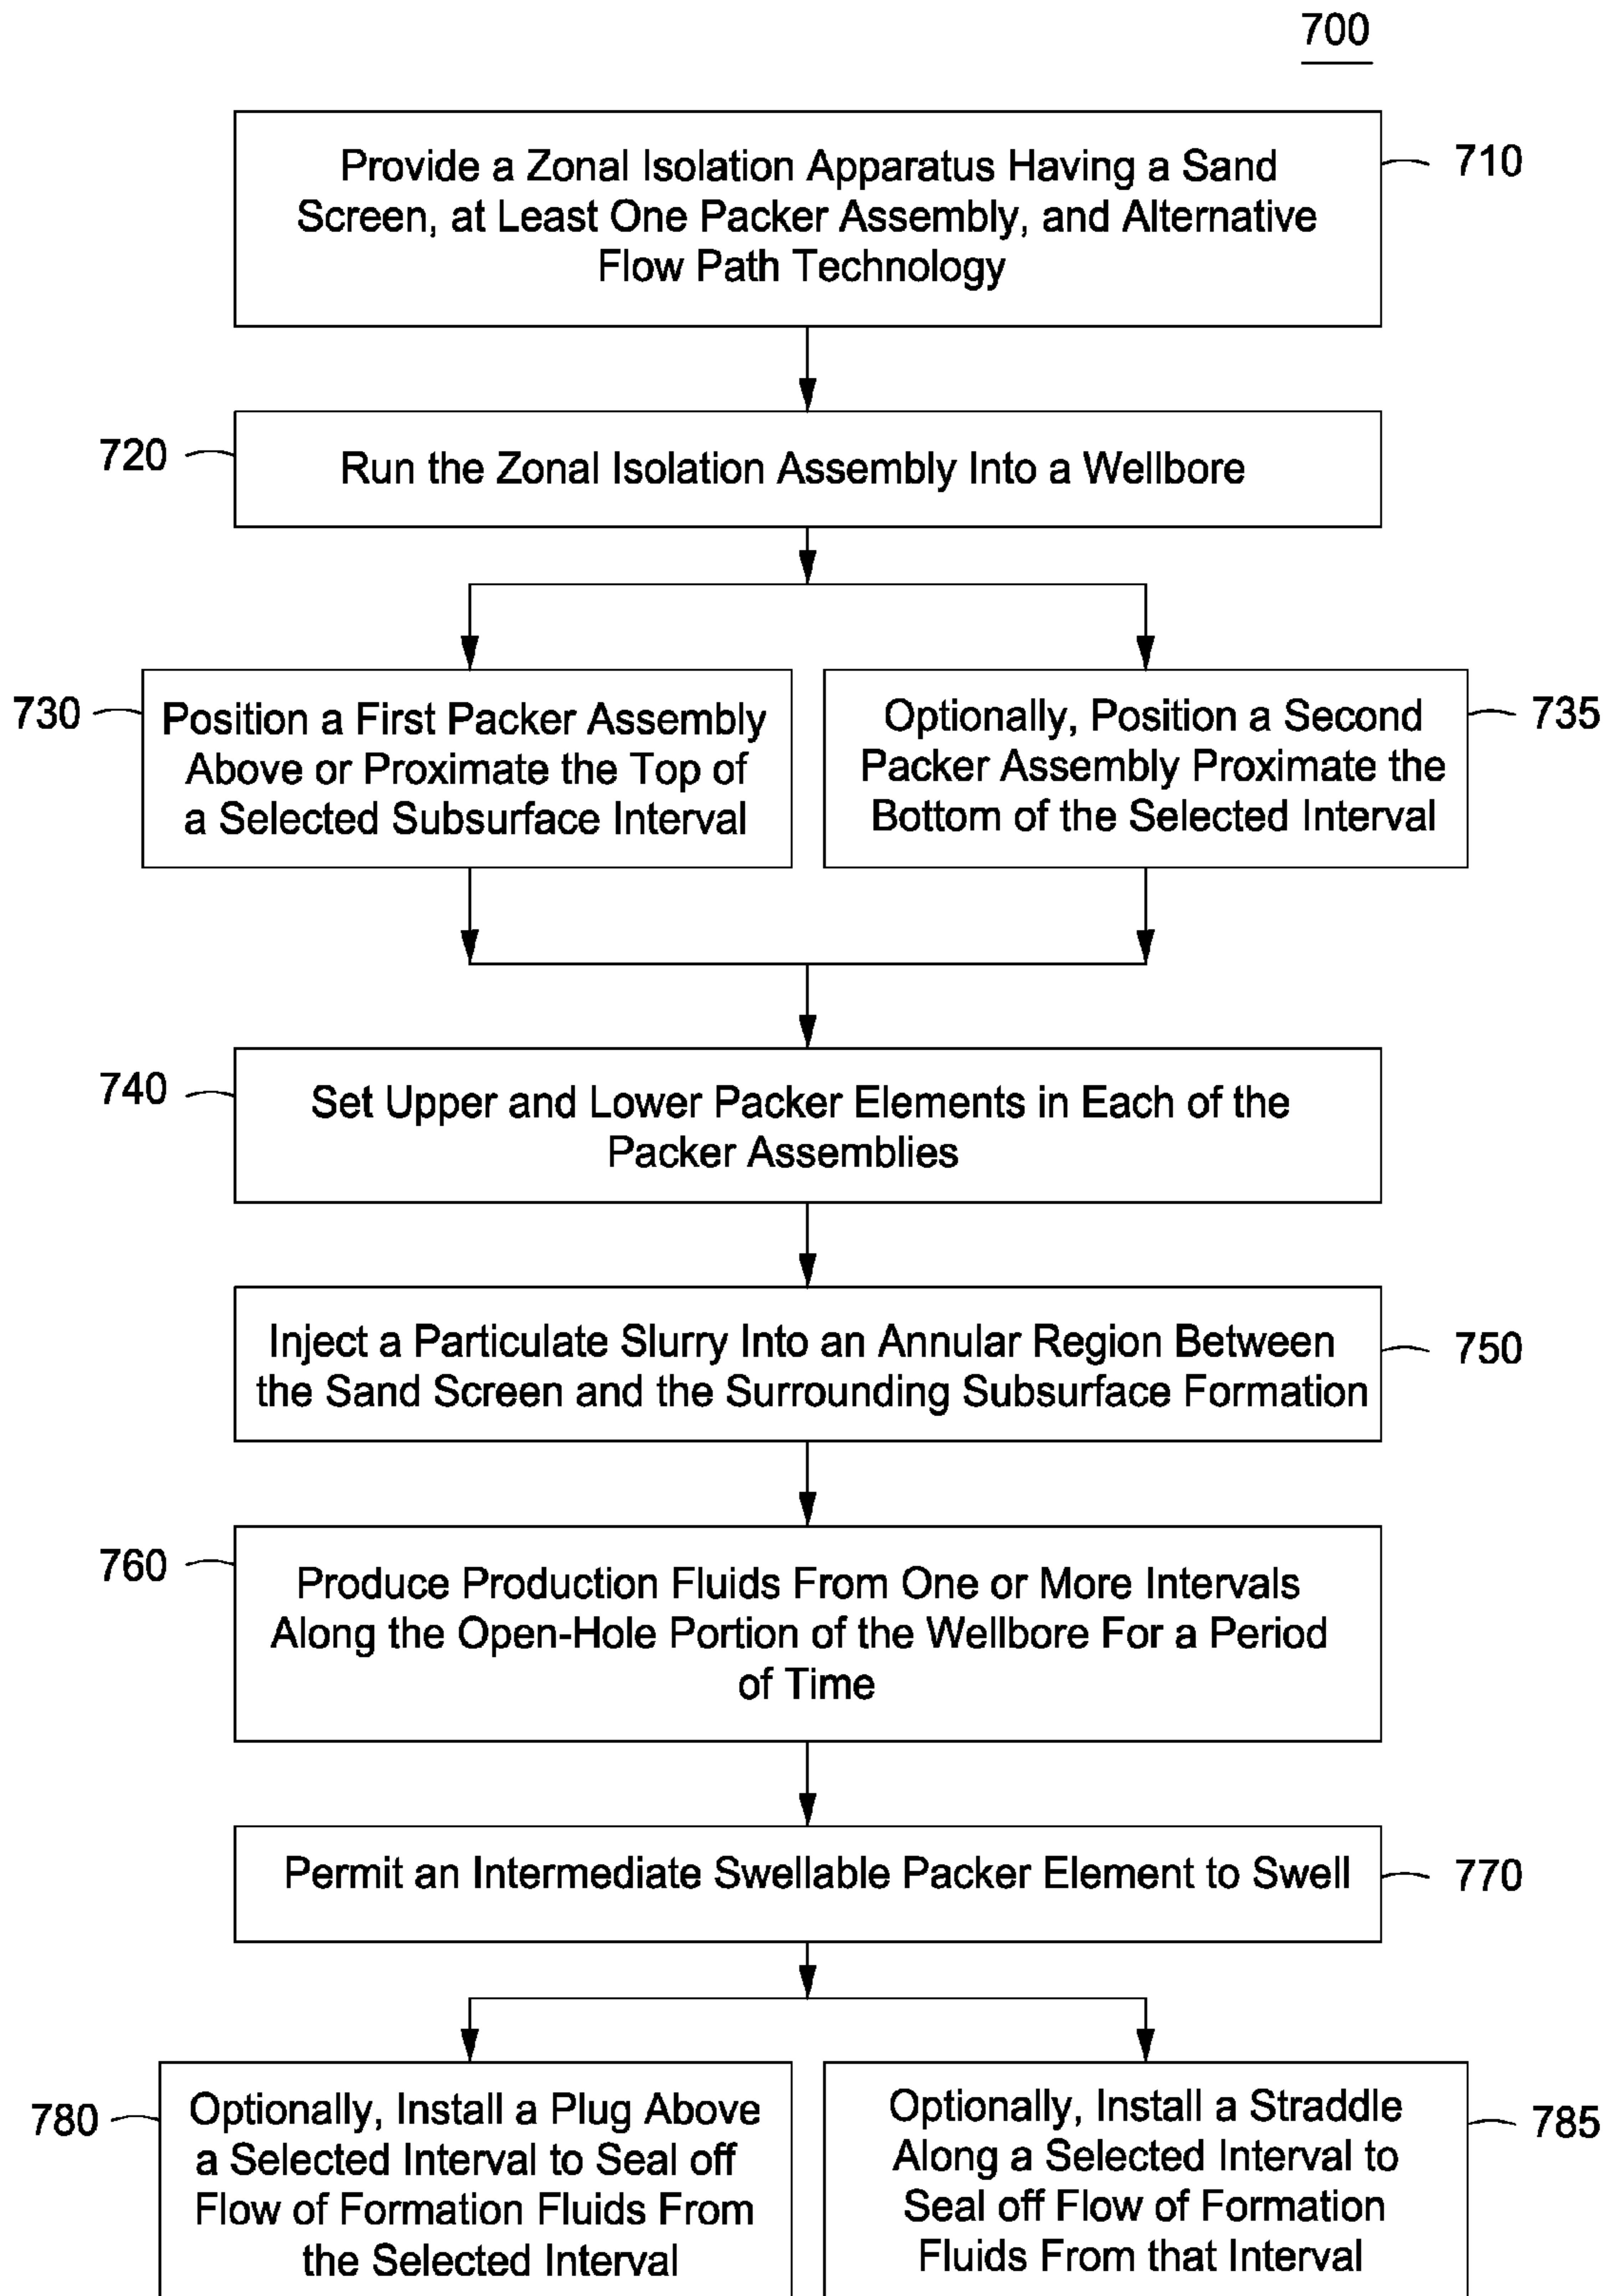 700
Provide a Zonal Isolation Apparatus Having a Sand
Screen, at Least One Packer Assembly, and Alternative
Flow Path Technology
710
720
Run the Zonal Isolation Assembly Into a Wellbore
730
Position a First Packer Assembly
Above or Proximate the Top of
a Selected Subsurface Interval
Optionally, Position a Second
Packer Assembly Proximate the
Bottom of the Selected Interval
735
740
Set Upper and Lower Packer Elements in Each of the
Packer Assemblies
Inject a Particulate Slurry Into an Annular Region Between
the Sand Screen and the Surrounding Subsurface Formation
750
760
Produce Production Fluids From One or More Intervals
Along the Open-Hole Portion of the Wellbore For a Period
of Time
Permit an Intermediate Swellable Packer Element to Swell
770
780
Optionally, Install a Plug Above
a Selected Interval to Seal off
Flow of Formation Fluids From
the Selected Interval
Optionally, Install a Straddle
Along a Selected Interval to
Seal off Flow of Formation
Fluids From that Interval
785